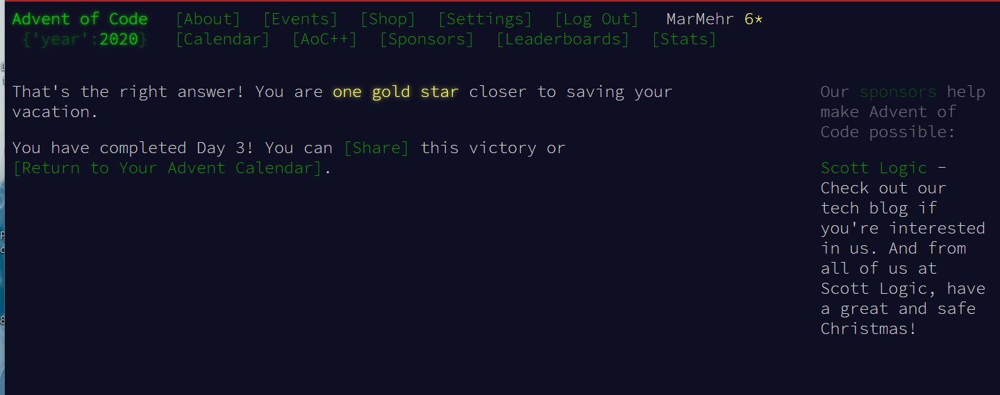 Advent of Code [About] [Events] [Shop] [Settings] [Log Out] MarMehr 6*
{'year':2020} [Calendar] [AoC++] [Sponsors] [Leaderboards] [Stats]
That's the right answer! You are one gold star closer to saving your
vacation.
You have completed Day 3! You can [Share] this victory or
[Return to Your Advent Calendar].
Our sponsors help
make Advent of
Code possible:
Scott Logic -
Check out our
tech blog if
you're interested
in us. And from
all of us at
Scott Logic, have
a great and safe
Christmas!